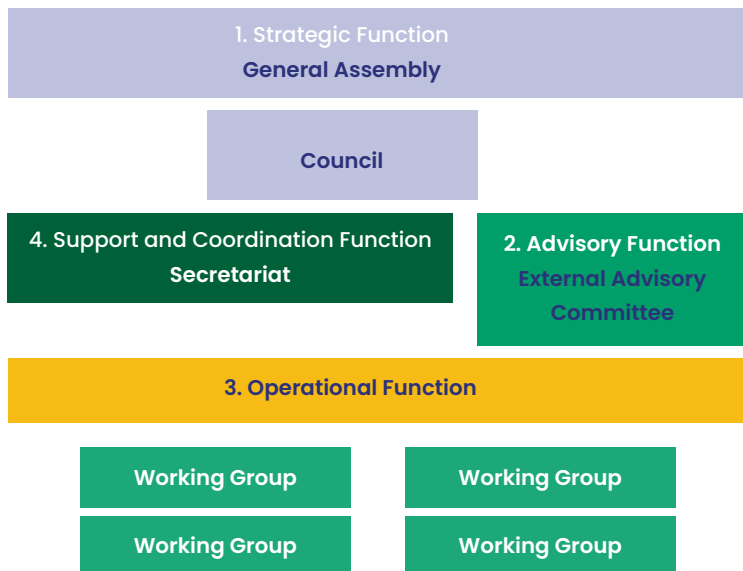 1. Strategic Function
General Assembly
Council
4. Support and Coordination Function
Secretariat
2. Advisory Function
External Advisory
Committee
3. Operational Function
Working Group
Working Group
Working Group
Working Group